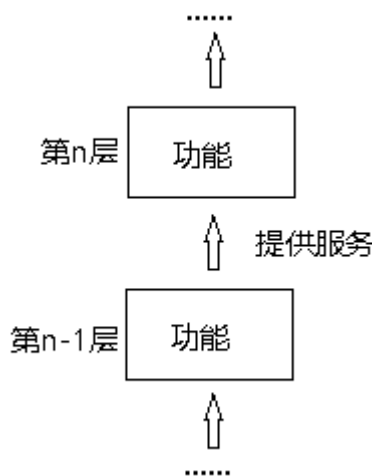 ......
第n层 功能
提供服务
第n-1层 功能
......